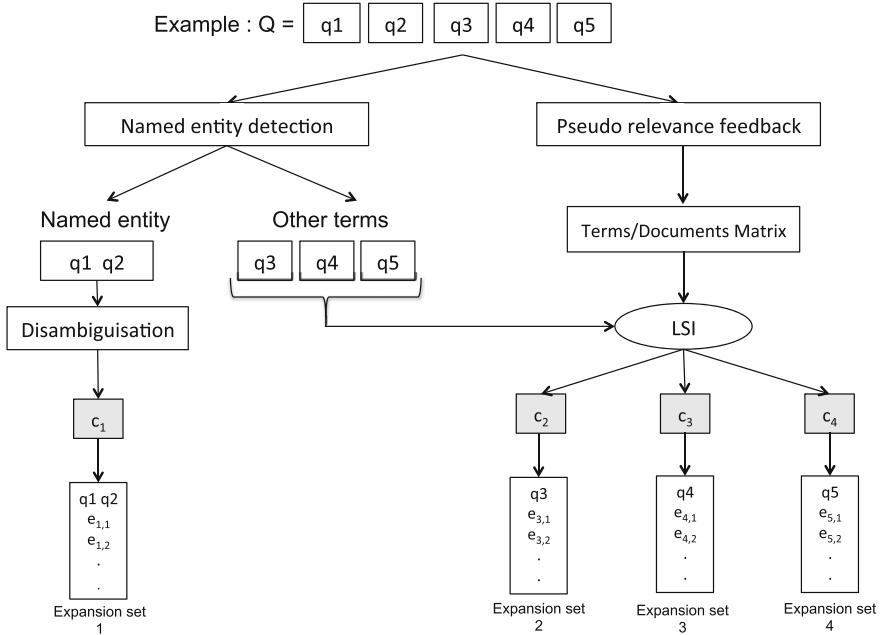 Example : Q = q1 q2 q3 q4 q5
Named entity detection
Pseudo relevance feedback
Named entity
Other terms
Terms/Documents Matrix
q1 q2
q3 q4 q5
Disambiguisation
LSI
c1
c2
c3
c4
q1 q2
e1,1
e1,2
.
.
Expansion set
1
q3
e3,1
e3,2
.
.
Expansion set
2
q4
e4,1
e4,2
.
.
Expansion set
3
q5
e5,1
e5,2
.
.
Expansion set
4